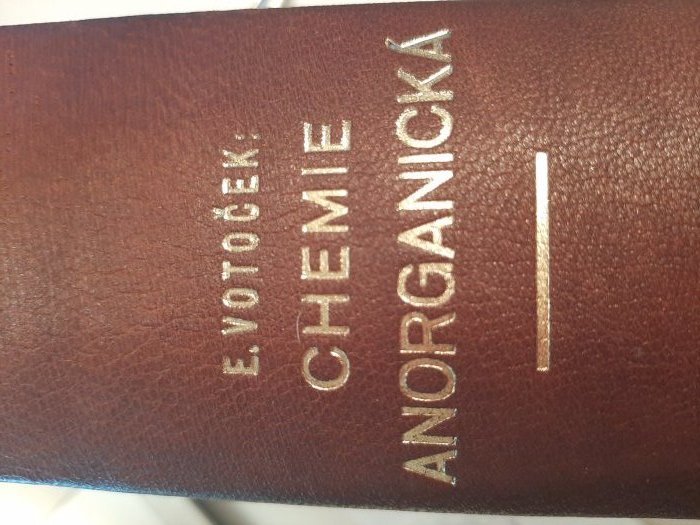 E. VOTOČEK:
CHEMIE
ANORGANICKÁ